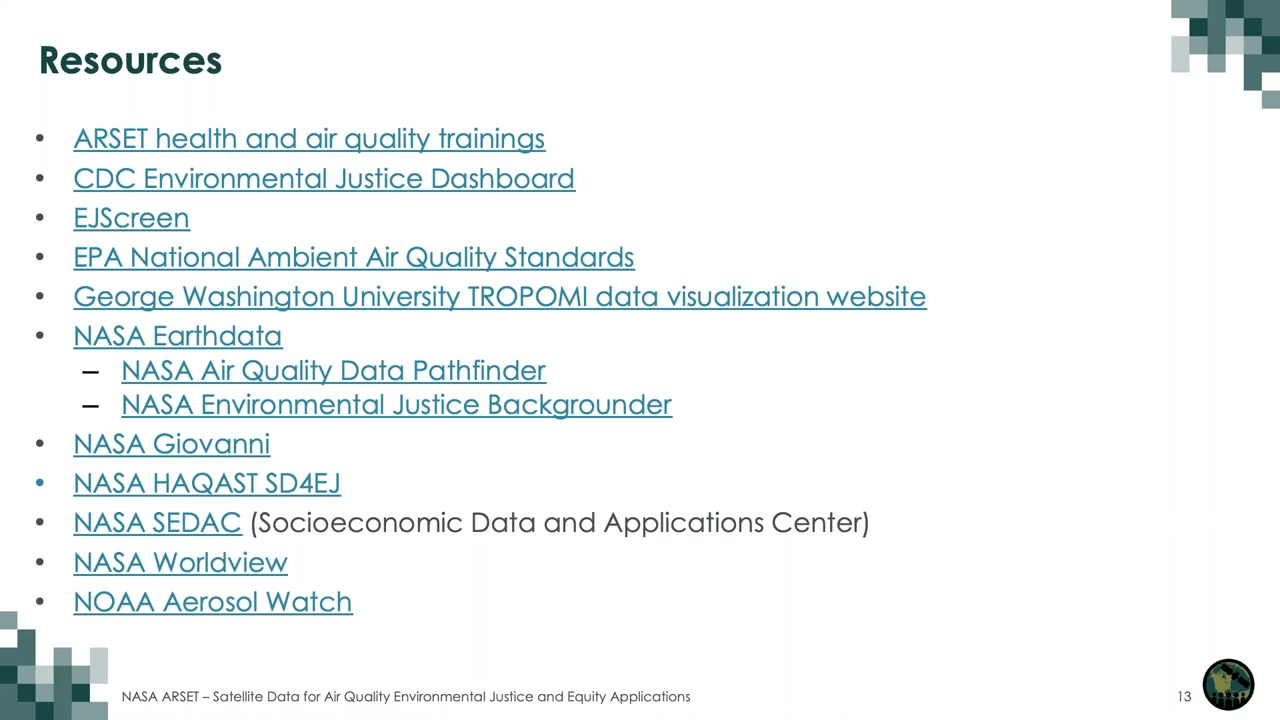 Resources
• ARSET health and air quality trainings
• CDC Environmental Justice Dashboard
• EJScreen
• EPA National Ambient Air Quality Standards
• George Washington University TROPOMI data visualization website
• NASA Earthdata
– NASA Air Quality Data Pathfinder
– NASA Environmental Justice Backgrounder
• NASA Giovanni
• NASA HAQAST SD4EJ
• NASA SEDAC (Socioeconomic Data and Applications Center)
• NASA Worldview
• NOAA Aerosol Watch
NASA ARSET – Satellite Data for Air Quality Environmental Justice and Equity Applications
13